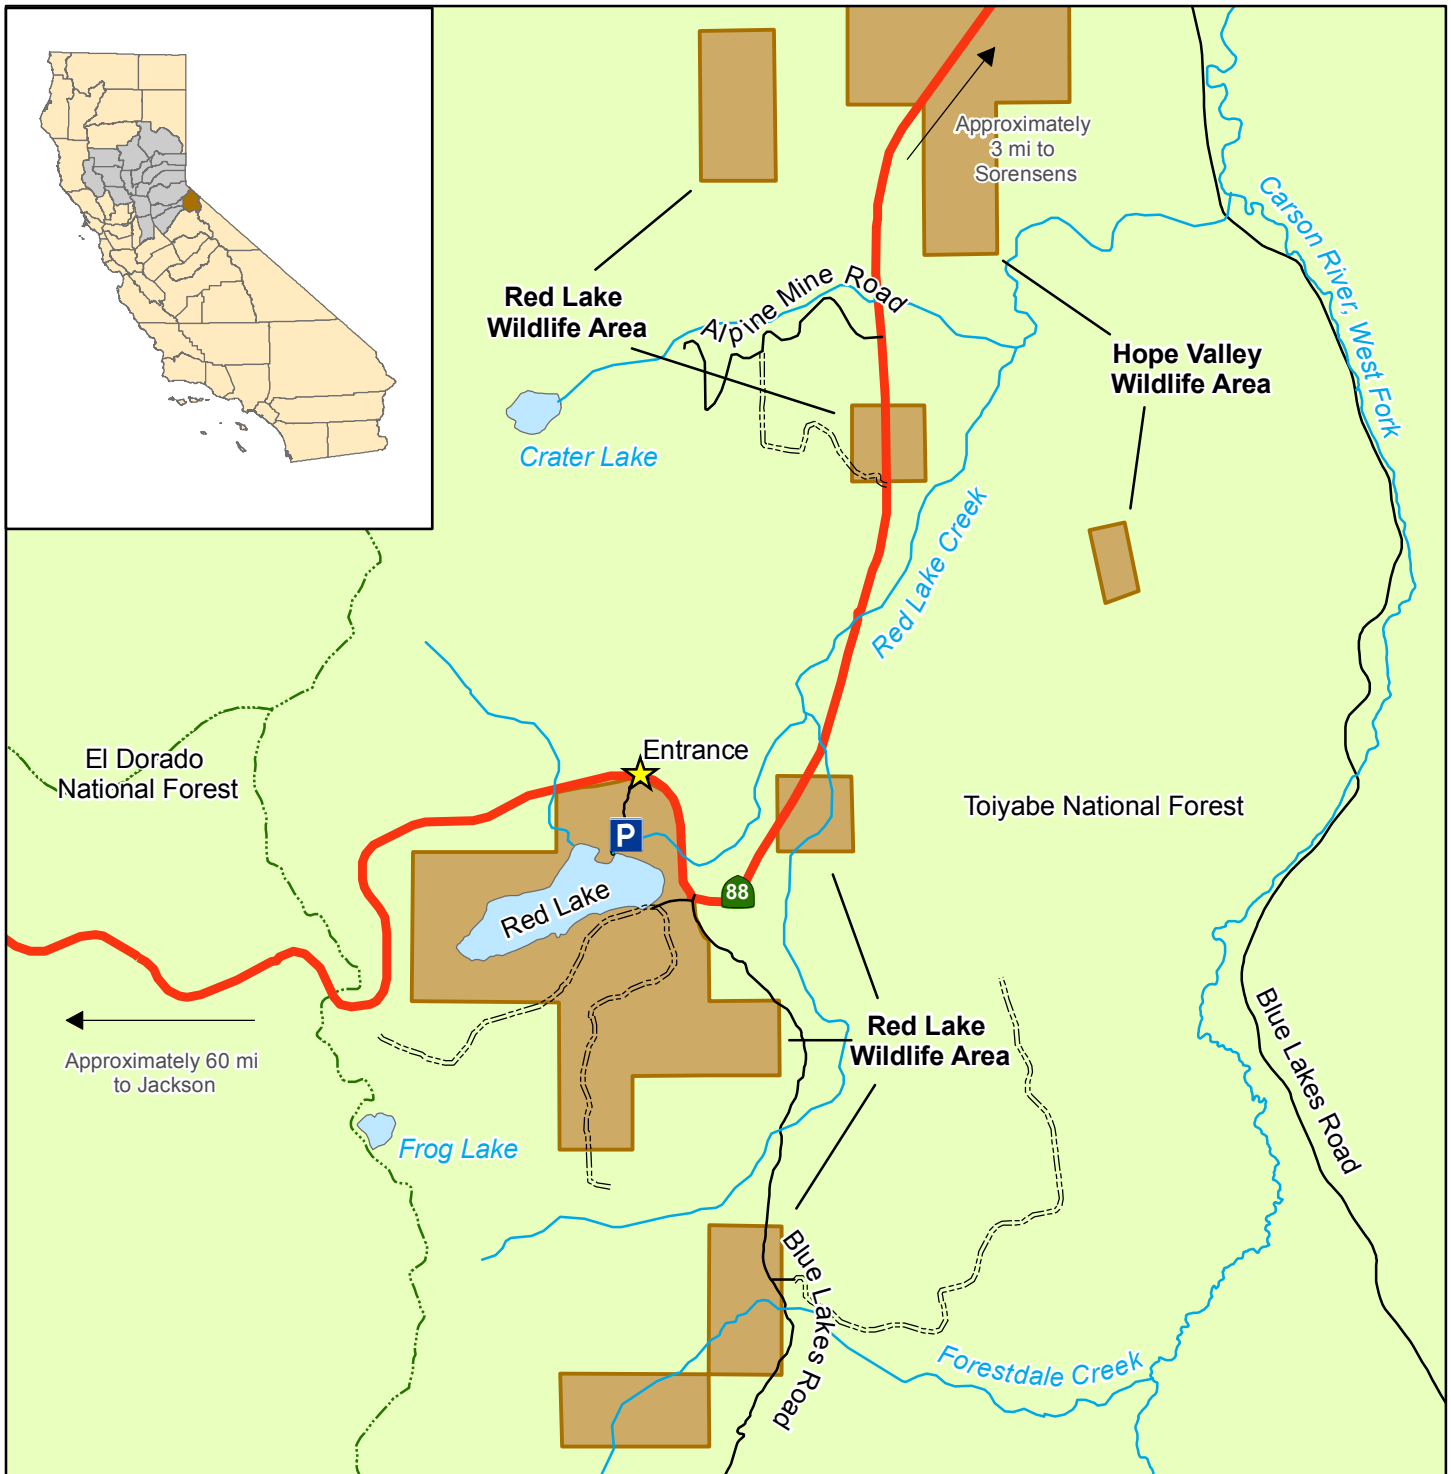 Approximately
3 mi to
Sorensens
Carson River, West Fork
Red Lake
Wildlife Area
Alpine Mine Road
Hope Valley
Wildlife Area
Crater Lake
Red Lake Creek
Entrance
El Dorado
National Forest
Toiyabe National Forest
P
88
Red Lake
Red Lake
Wildlife Area
Approximately 60 mi
to Jackson
Frog Lake
Blue Lakes Road
Blue Lakes Road
Forestdale Creek